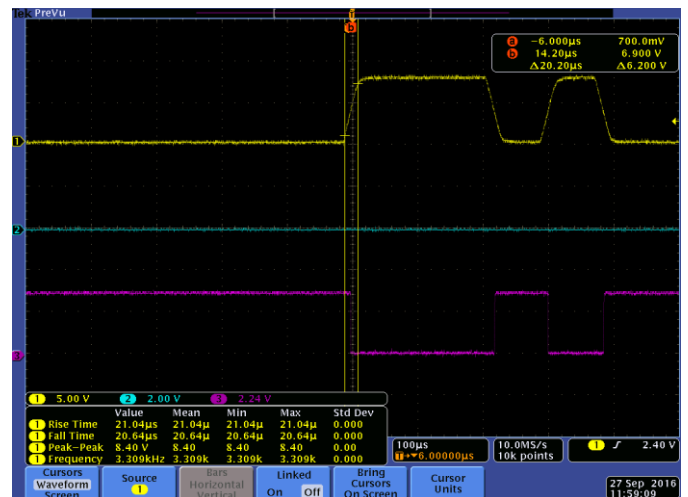 Tek PreVu
a
b
a -6.000µs 700.0mV
b 14.20µs 6.900 V
Δ20.20µs Δ6.200 V
1
2
3
1 5.00 V 2 2.00 V 3 2.24 V
Value Mean Min Max Std Dev
1 Rise Time 21.04µs 21.04µ 21.04µ 21.04µ 0.000
1 Fall Time 20.64µs 20.64µ 20.64µ 20.64µ 0.000
1 Peak-Peak 8.40 V 8.40 8.40 8.40 0.00
1 Frequency 3.309kHz 3.309k 3.309k 3.309k 0.000
100µs
T→▼6.00000µs
10.0MS/s
10k points
1 ∫ 2.40 V
Cursors
Waveform
Screen
Source
1
Bars
Horizontal
Vertical
Linked
On Off
Bring
Cursors
On Screen
Cursor
Units
27 Sep 2016
11:59:09